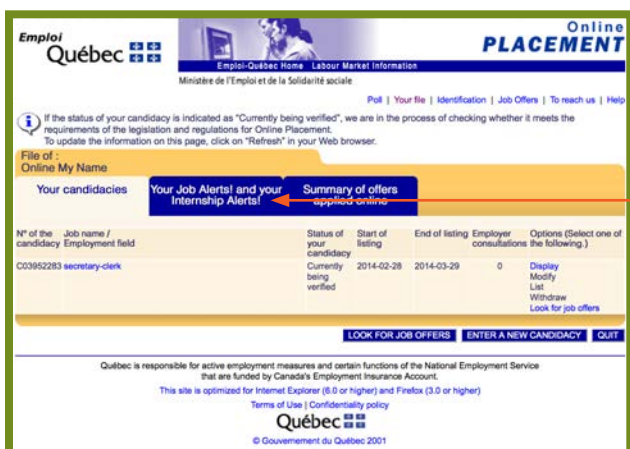 Emploi
Québec
Online
PLACEMENT
Emploi-Québec Home Labour Market Information
Ministère de l'Emploi et de la Solidarité sociale
Poll | Your file | Identification | Job Offers | To reach us | Help
If the status of your candidacy is indicated as "Currently being verified", we are in the process of checking whether it meets the
requirements of the legislation and regulations for Online Placement.
To update the information on this page, click on "Refresh" in your Web browser.
File of :
Online My Name
Your candidacies
Your Job Alerts! and your
Internship Alerts!
Summary of offers
applied online
Nº of the candidacy
Job name /
Employment field
Status of
your
candidacy
Start of
listing
End of listing
Employer
consultations
Options (Select one of
the following.)
C03952283 secretary-clerk
Currently
being
verified
2014-02-28
2014-03-29
0
Display
Modify
List
Withdraw
Look for job offers
LOOK FOR JOB OFFERS ENTER A NEW CANDIDACY QUIT
Québec is responsible for active employment measures and certain functions of the National Employment Service
that are funded by Canada's Employment Insurance Account.
This site is optimized for Internet Explorer (6.0 or higher) and Firefox (3.0 or higher)
Terms of Use | Confidentiality policy
Québec
© Gouvernement du Québec 2001